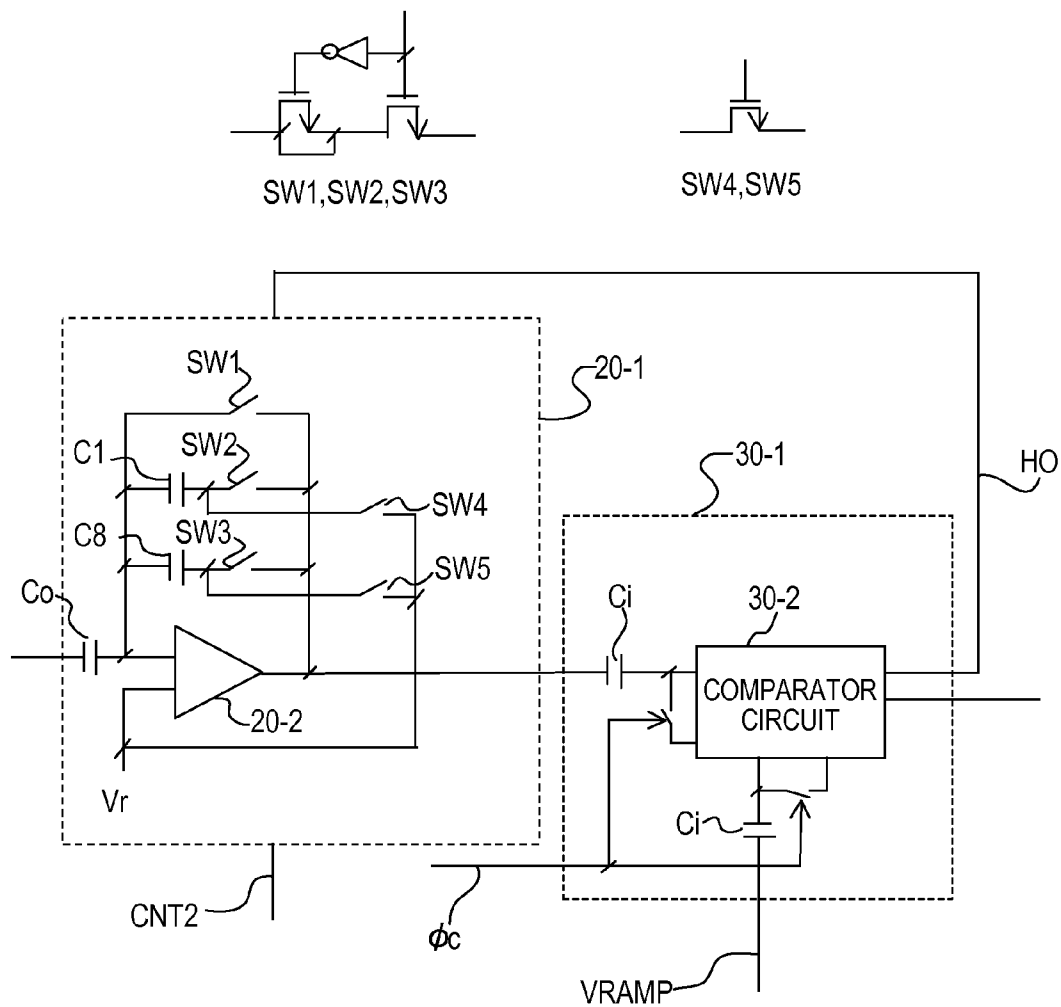 SW1,SW2,SW3
SW4,SW5
SW1
20-1
C1
SW2
30-1
HO
SW4
C8
SW3
SW5
Co
Ci
30-2
COMPARATOR
CIRCUIT
20-2
Vr
Ci
CNT2
ϕc
VRAMP